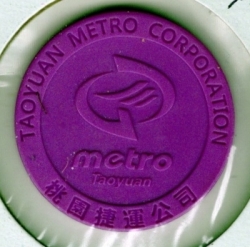 TAOYUAN METRO CORPORATION
metro
Taoyuan
桃園捷運公司